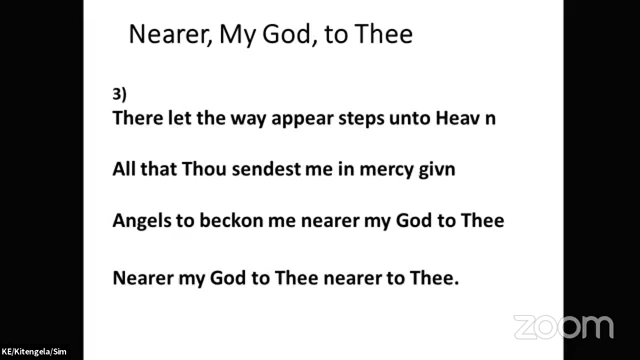 Nearer, My God, to Thee
3)
There let the way appear steps unto Heav n
All that Thou sendest me in mercy givn
Angels to beckon me nearer my God to Thee
Nearer my God to Thee nearer to Thee.
zoom
KE/Kitengela/Sim